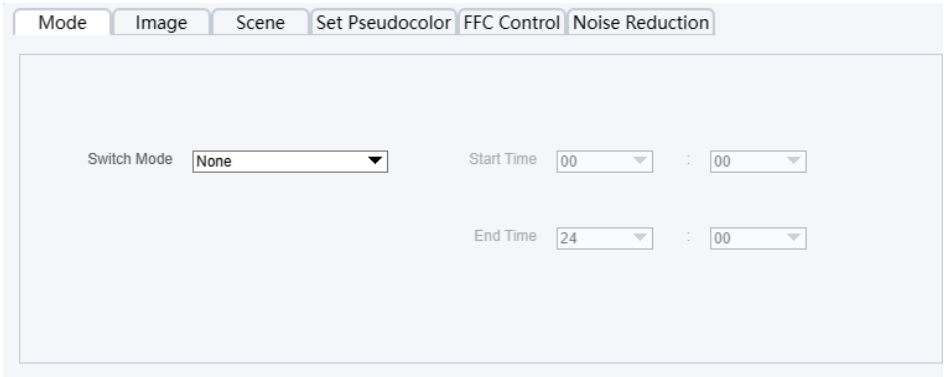 Mode Image Scene Set Pseudocolor FFC Control Noise Reduction
Switch Mode None Start Time 00 : 00
End Time 24 : 00